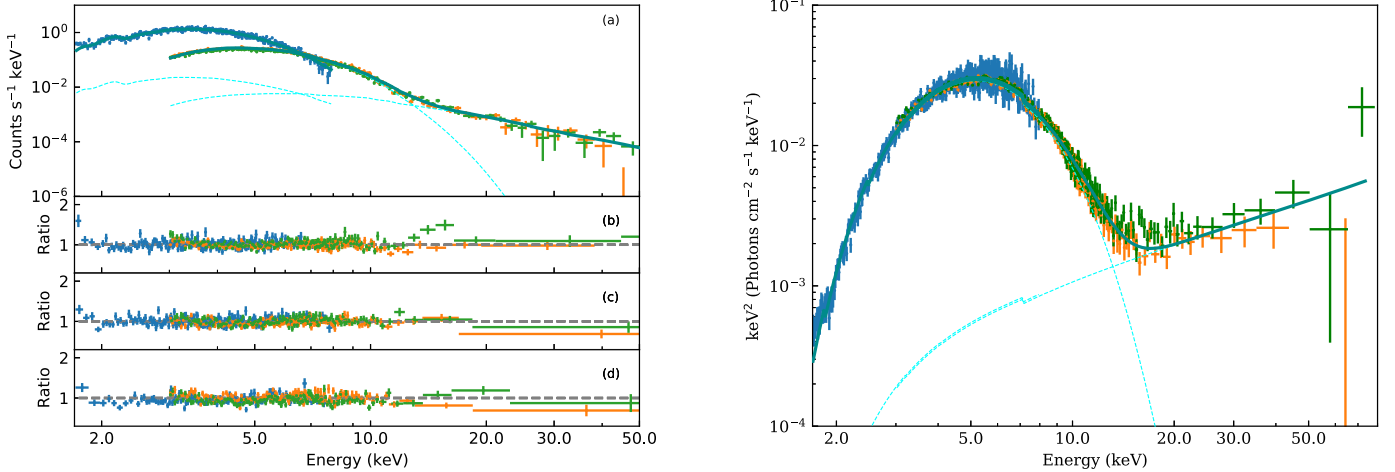 (a)
10⁰
10⁻²
10⁻⁴
10⁻⁶
Counts s⁻¹ keV⁻¹
(b)
2
1
Ratio
(c)
2
1
Ratio
(d)
2
1
Ratio
2.0 5.0 10.0 20.0 30.0 50.0
Energy (keV)
10⁻¹
10⁻²
10⁻³
10⁻⁴
keV² (Photons cm⁻² s⁻¹ keV⁻¹)
2.0 5.0 10.0 20.0 30.0 50.0
Energy (keV)